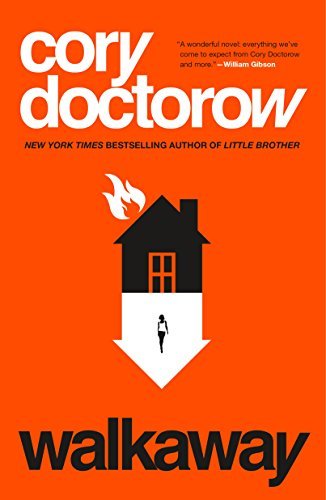 cory
doctorow
"A wonderful novel: everything we've
come to expect from Cory Doctorow
and more."—William Gibson
NEW YORK TIMES BESTSELLING AUTHOR OF LITTLE BROTHER
walkaway